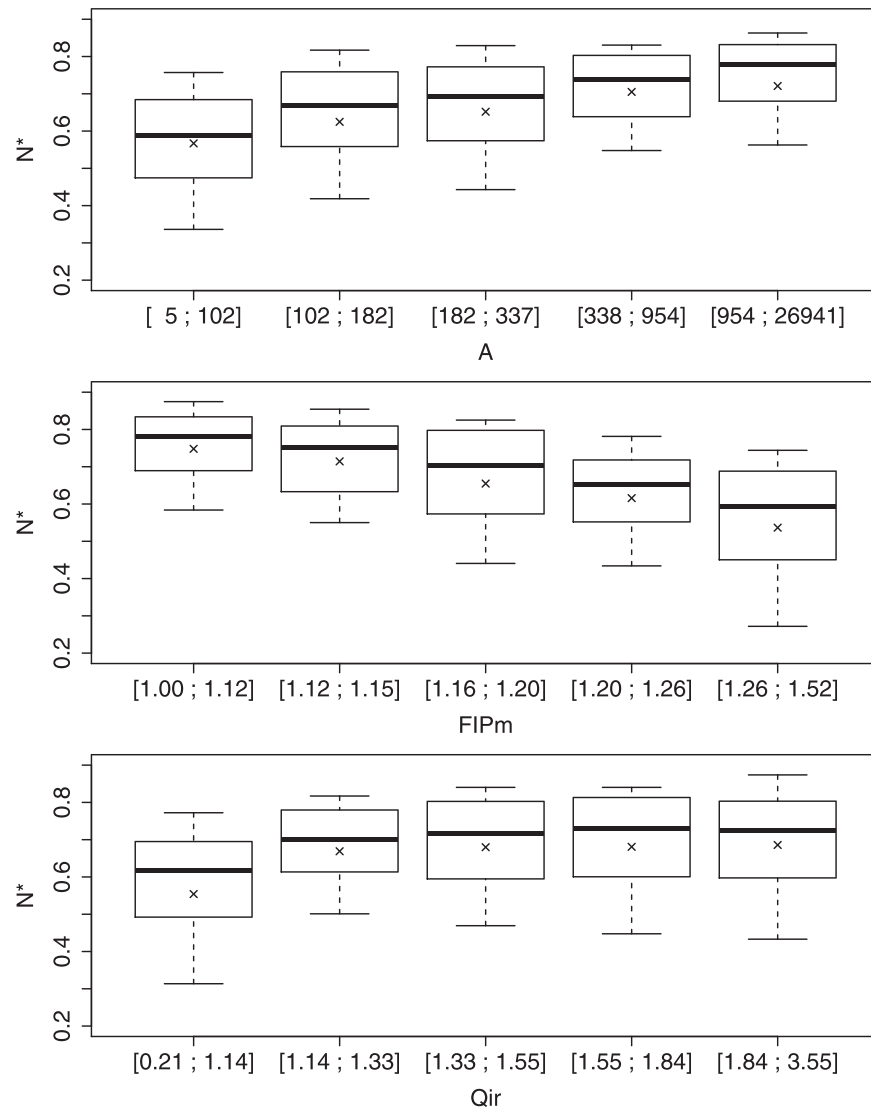 N*
0.2 0.4 0.6 0.8
[ 5 ; 102] [102 ; 182] [182 ; 337] [338 ; 954] [954 ; 26941]
A
N*
0.2 0.4 0.6 0.8
[1.00 ; 1.12] [1.12 ; 1.15] [1.16 ; 1.20] [1.20 ; 1.26] [1.26 ; 1.52]
FIPm
N*
0.2 0.4 0.6 0.8
[0.21 ; 1.14] [1.14 ; 1.33] [1.33 ; 1.55] [1.55 ; 1.84] [1.84 ; 3.55]
Qir